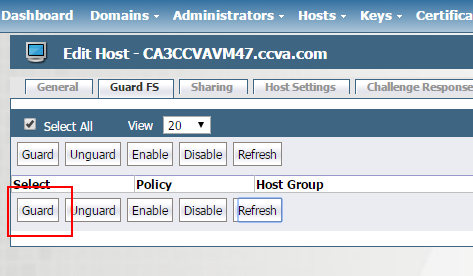 Dashboard Domains Administrators Hosts Keys Certifica
Edit Host - CA3CCVAVM47.ccva.com
General Guard FS Sharing Host Settings Challenge Response
Select All View 20
Guard Unguard Enable Disable Refresh
Select Policy Host Group
Guard Unguard Enable Disable Refresh